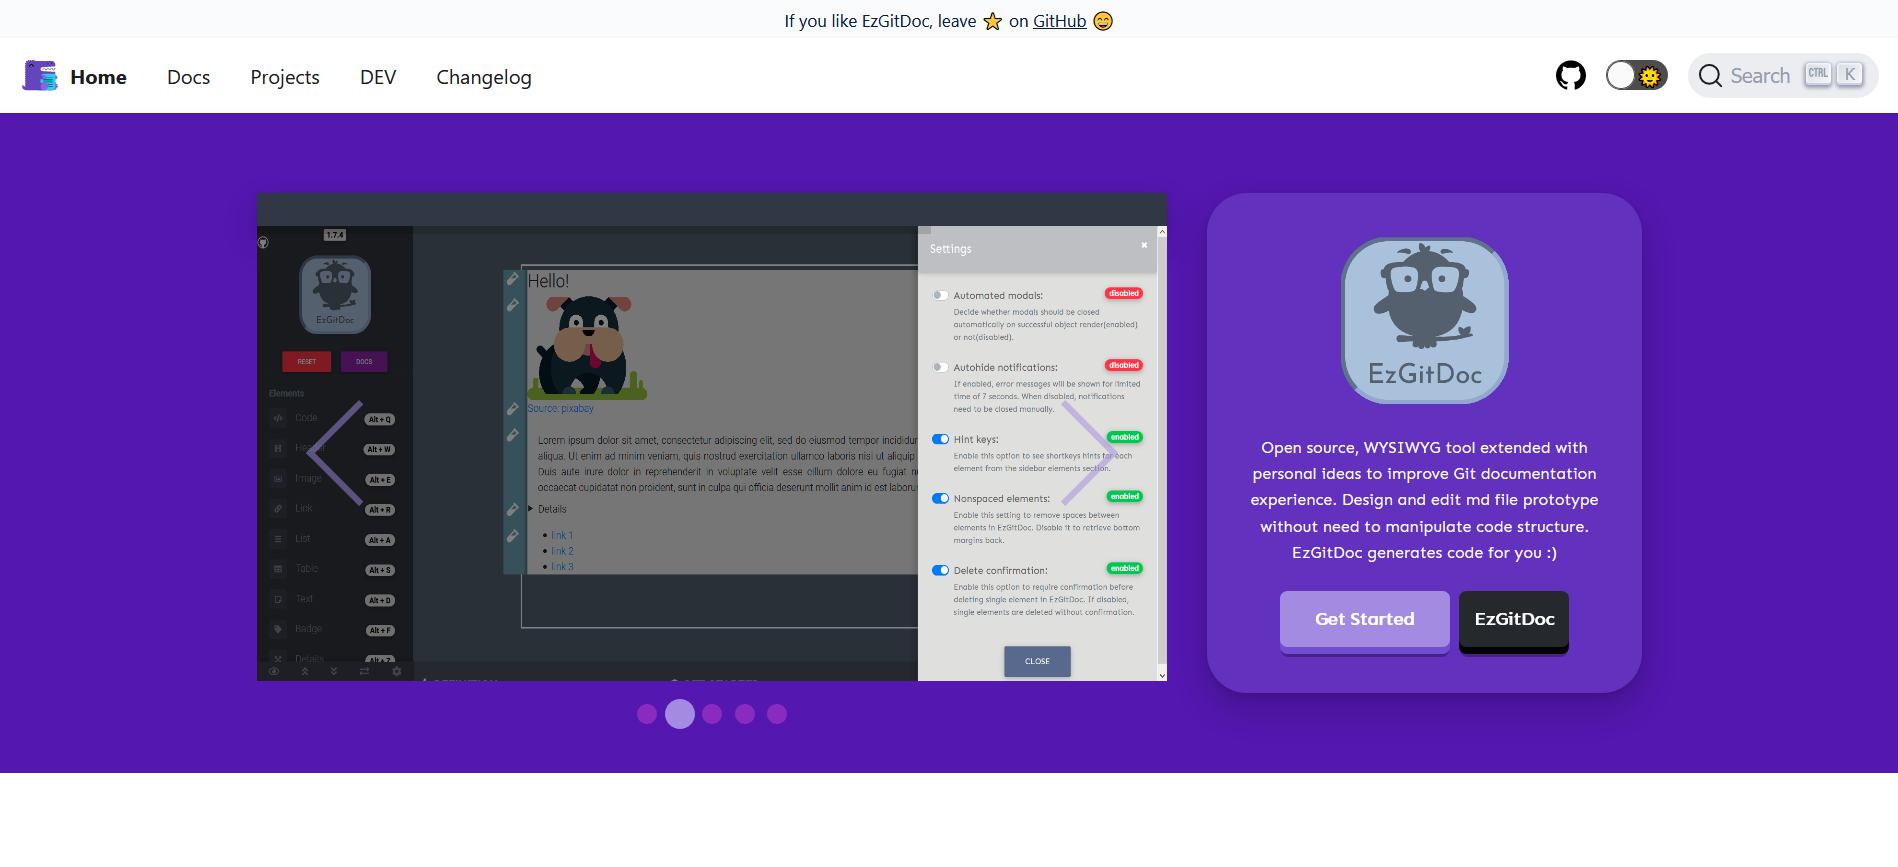 If you like EzGitDoc, leave ⭐ on GitHub 😄
Home Docs Projects DEV Changelog
Search CTRL K
1.7.4
EzGitDoc
RESET DOCS
Elements
Code Alt + Q
Header Alt + W
Image Alt + E
Link Alt + R
List Alt + A
Table Alt + S
Text Alt + D
Badge Alt + F
Details Alt + Z
Hello!
Source: pixabay
Lorem ipsum dolor sit amet, consectetur adipiscing elit, sed do eiusmod tempor incididun
aliqua. Ut enim ad minim veniam, quis nostrud exercitation ullamco laboris nisi ut aliquip
Duis aute irure dolor in reprehenderit in voluptate velit esse cillum dolore eu fugiat n
occaecat cupidatat non proident, sunt in culpa qui officia deserunt mollit anim id est laborum
Details
link 1
link 2
link 3
Settings
Automated modals: disabled
Decide whether modals should be closed
automatically on successful object render(enabled)
or not(disabled).
Autohide notifications: disabled
If enabled, error messages will be shown for limited
time of 7 seconds. When disabled, notifications
need to be closed manually.
Hint keys: enabled
Enable this option to see shortkeys hints for each
element from the sidebar elements section.
Nonspaced elements: enabled
Enable this setting to remove spaces between
elements in EzGitDoc. Disable it to retrieve bottom
margins back.
Delete confirmation: enabled
Enable this option to require confirmation before
deleting single element in EzGitDoc. If disabled,
single elements are deleted without confirmation.
CLOSE
EzGitDoc
Open source, WYSIWYG tool extended with
personal ideas to improve Git documentation
experience. Design and edit md file prototype
without need to manipulate code structure.
EzGitDoc generates code for you :)
Get Started EzGitDoc